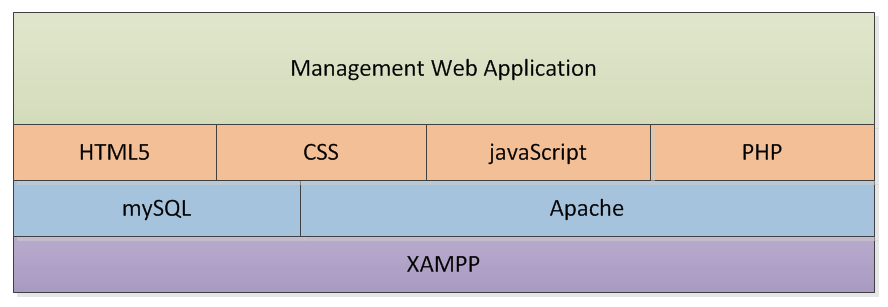 Management Web Application
HTML5
CSS
javaScript
PHP
mySQL
Apache
XAMPP